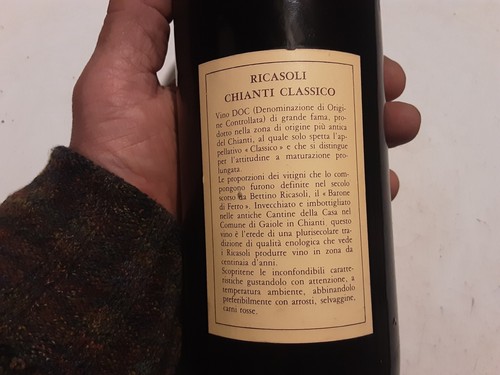 RICASOLI
CHIANTI CLASSICO
Vino DOC (Denominazione di Origi-
ne Controllata) di grande fama, pro-
dotto nella zona di origine più antica
del Chianti, al quale solo spetta l'ap-
pellativo «Classico» e che si distingue
per l'attitudine a maturazione pro-
lungata.
Le proporzioni dei vitigni che lo com-
pongono furono definite nel secolo
scorso da Bettino Ricasoli, il «Barone
di Ferro». Invecchiato e imbottigliato
nelle antiche Cantine della Casa nel
Comune di Gaiole in Chianti, questo
vino è l'erede di una plurisecolare tra-
dizione di qualità enologica che vede
i Ricasoli produrre vino in zona da
centinaia d'anni.
Scopritene le inconfondibili caratte-
ristiche gustandolo con attenzione, a
temperatura ambiente, abbinandolo
preferibilmente con arrosti, selvaggine,
carni rosse.